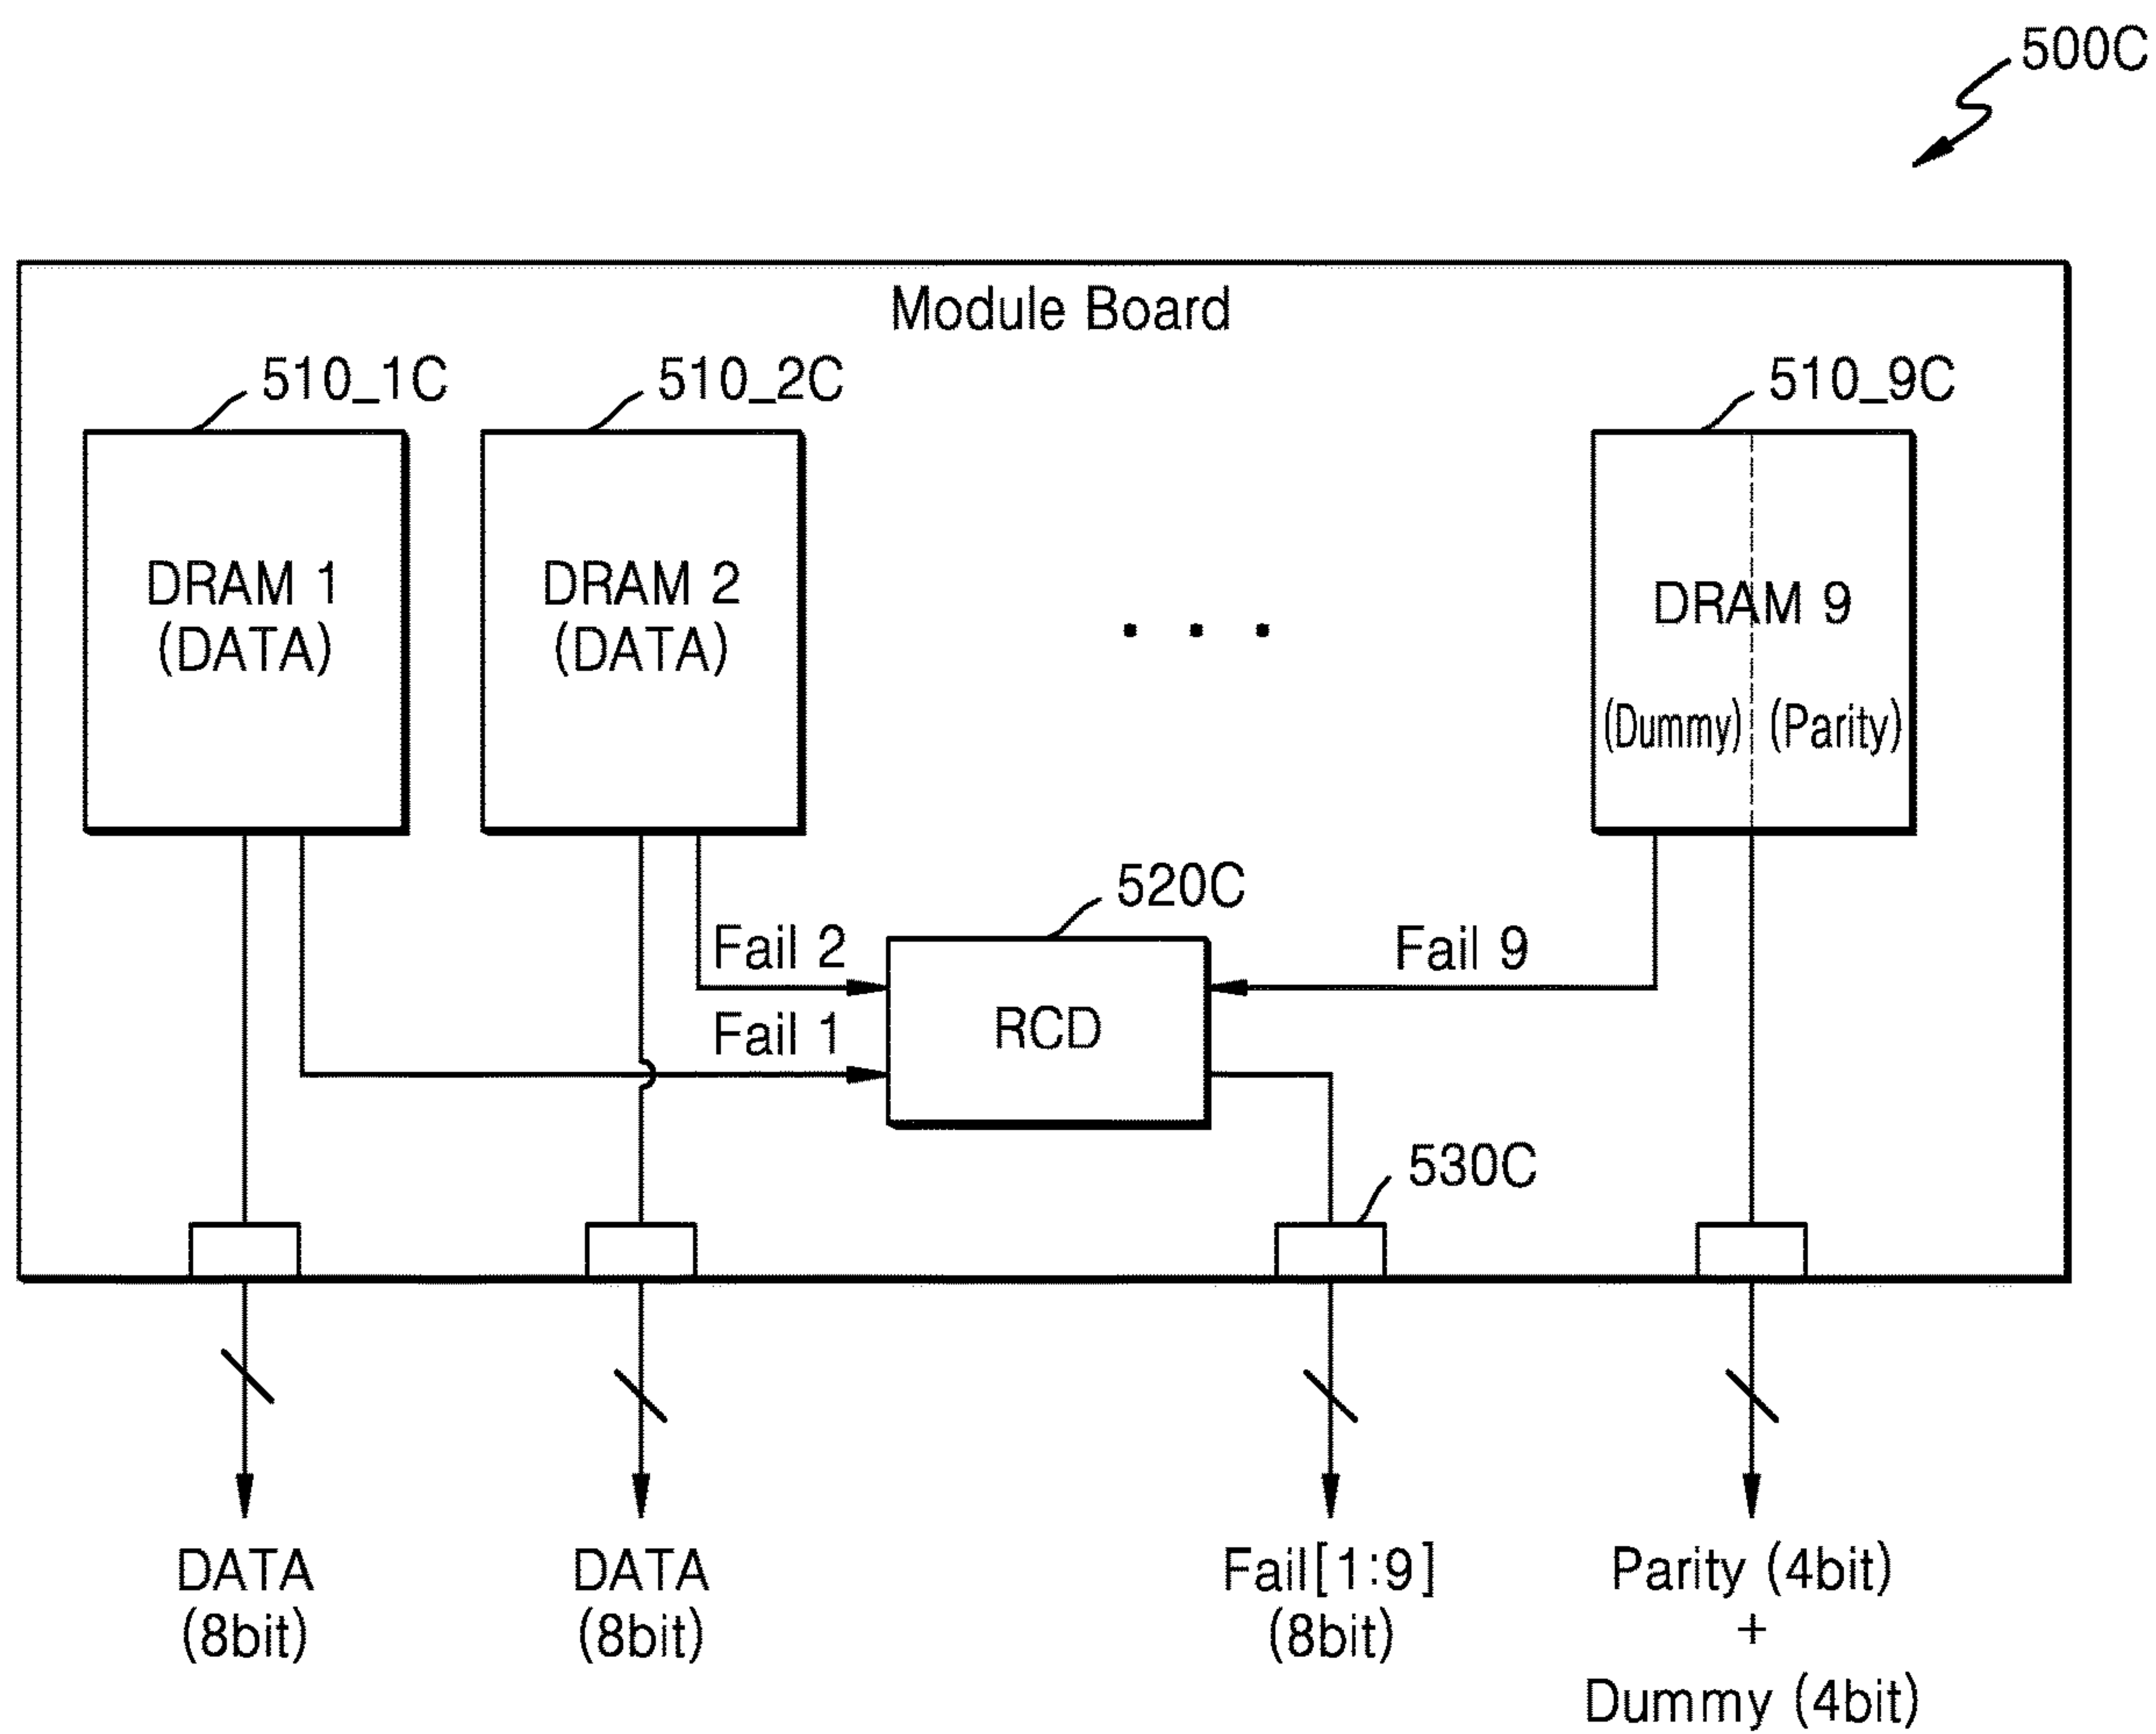 500C
Module Board
510_1C
510_2C
510_9C
DRAM 1
(DATA)
DRAM 2
(DATA)
. . .
DRAM 9
(Dummy) (Parity)
520C
Fail 2
Fail 9
Fail 1
RCD
530C
DATA
(8bit)
DATA
(8bit)
Fail[1:9]
(8bit)
Parity (4bit)
+
Dummy (4bit)